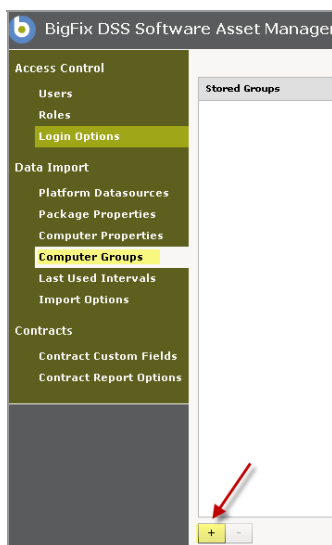 b BigFix DSS Software Asset Manager
Access Control
Users
Roles
Login Options
Data Import
Platform Datasources
Package Properties
Computer Properties
Computer Groups
Last Used Intervals
Import Options
Contracts
Contract Custom Fields
Contract Report Options
Stored Groups
+ -